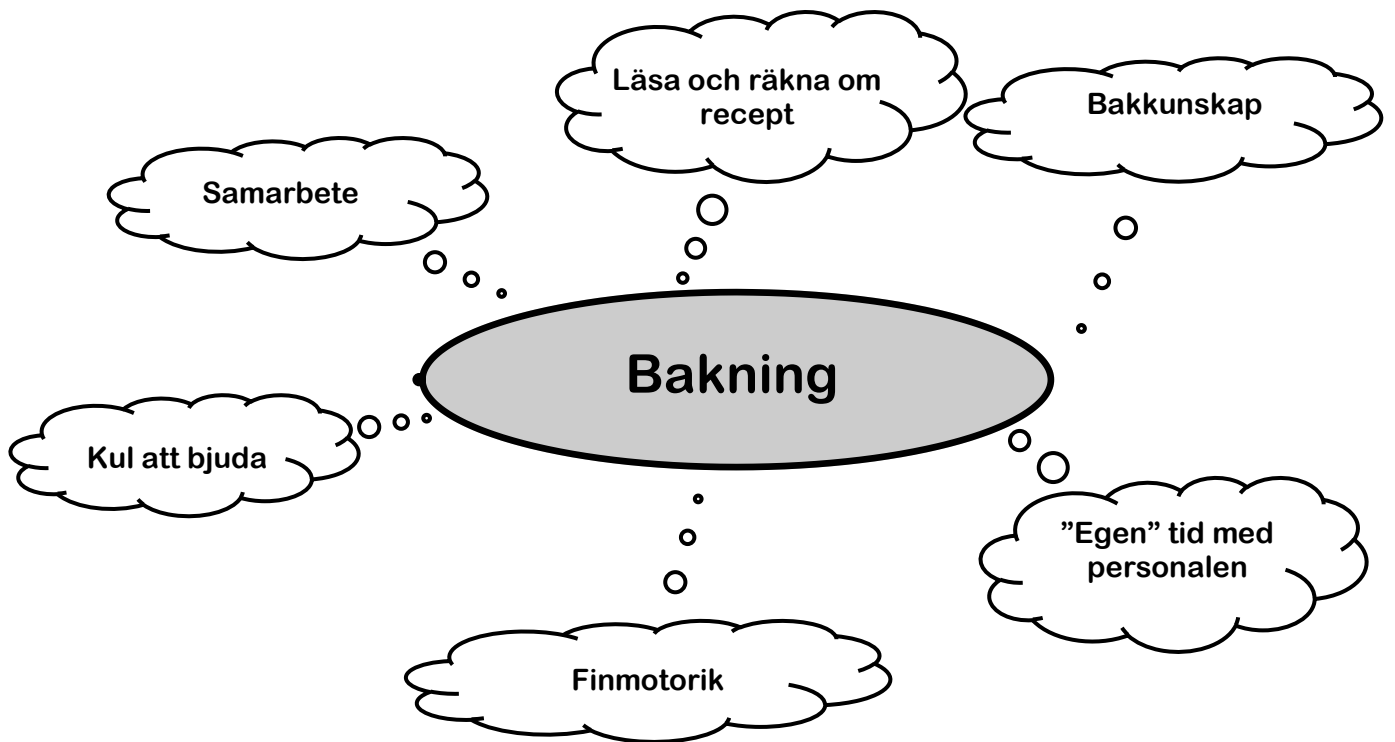 Läsa och räkna om
recept
Bakkunskap
Samarbete
Bakning
Kul att bjuda
”Egen” tid med
personalen
Finmotorik